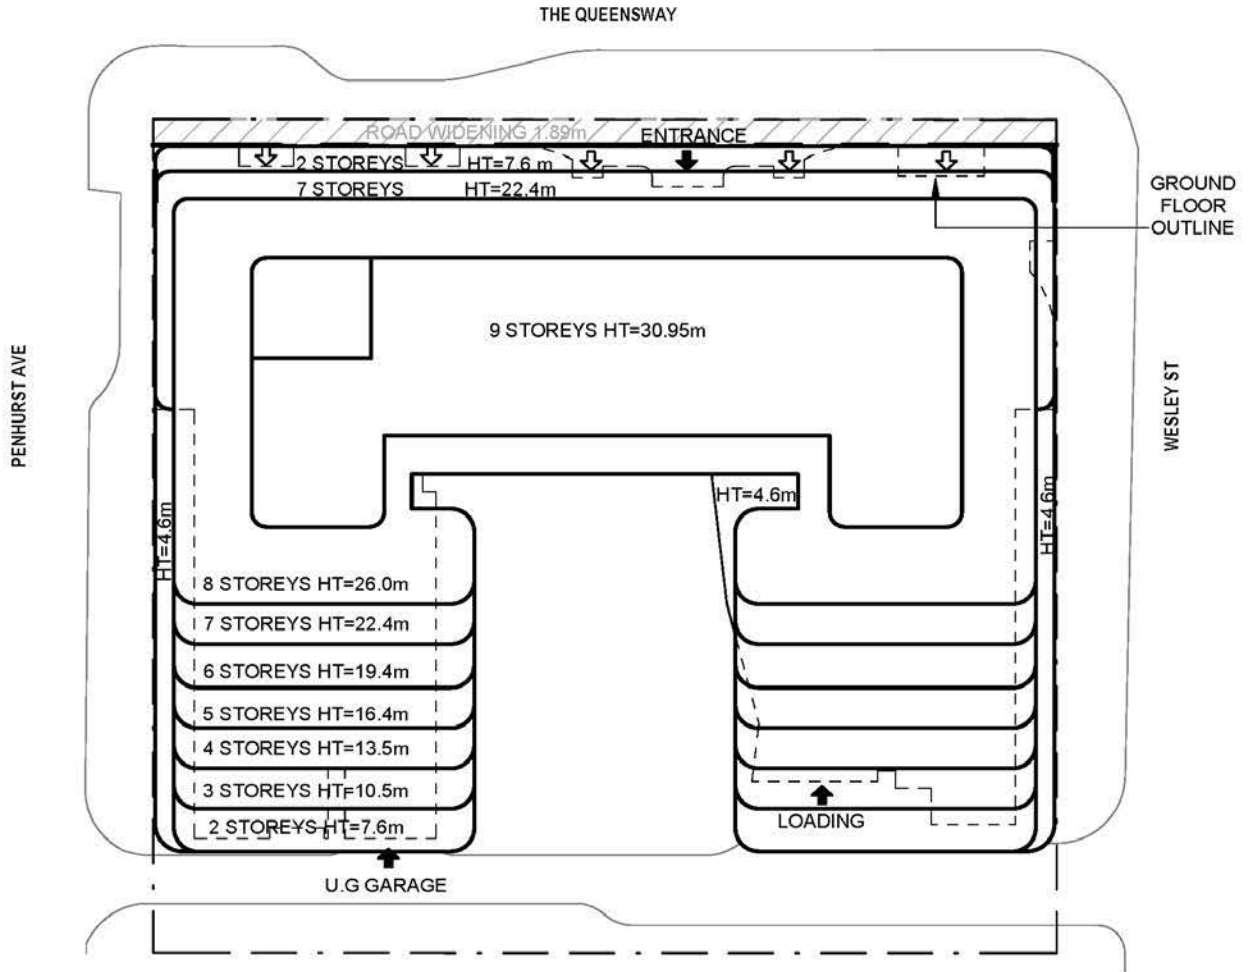 THE QUEENSWAY
ROAD WIDENING 1.89m
ENTRANCE
2 STOREYS HT=7.6 m
7 STOREYS HT=22.4m
GROUND
FLOOR
OUTLINE
9 STOREYS HT=30.95m
PENHURST AVE
WESLEY ST
HT=4.6m
HT=4.6m
HT=4.6m
8 STOREYS HT=26.0m
7 STOREYS HT=22.4m
6 STOREYS HT=19.4m
5 STOREYS HT=16.4m
4 STOREYS HT=13.5m
3 STOREYS HT=10.5m
2 STOREYS HT=7.6m
LOADING
U.G GARAGE